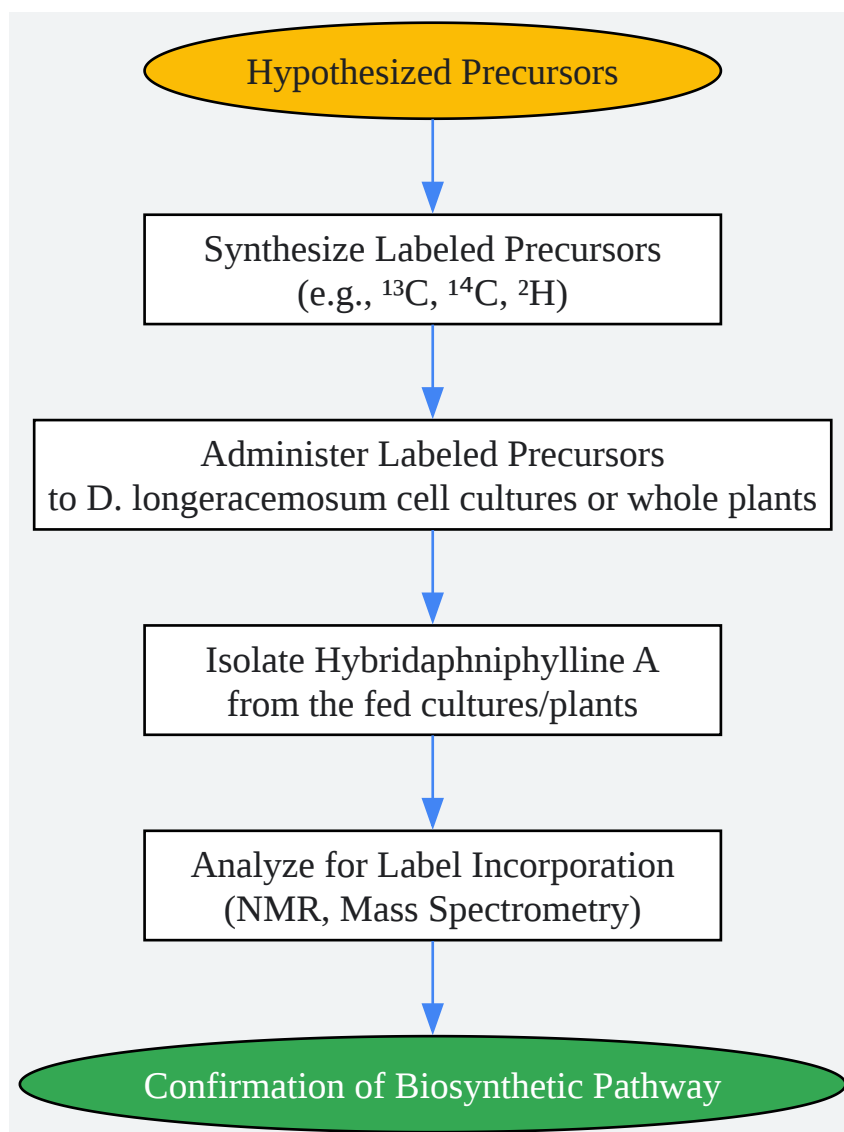 Hypothesized Precursors
Synthesize Labeled Precursors
(e.g., ¹³C, ¹⁴C, ²H)
Administer Labeled Precursors
to D. longeracemosum cell cultures or whole plants
Isolate Hybridaphniphylline A
from the fed cultures/plants
Analyze for Label Incorporation
(NMR, Mass Spectrometry)
Confirmation of Biosynthetic Pathway